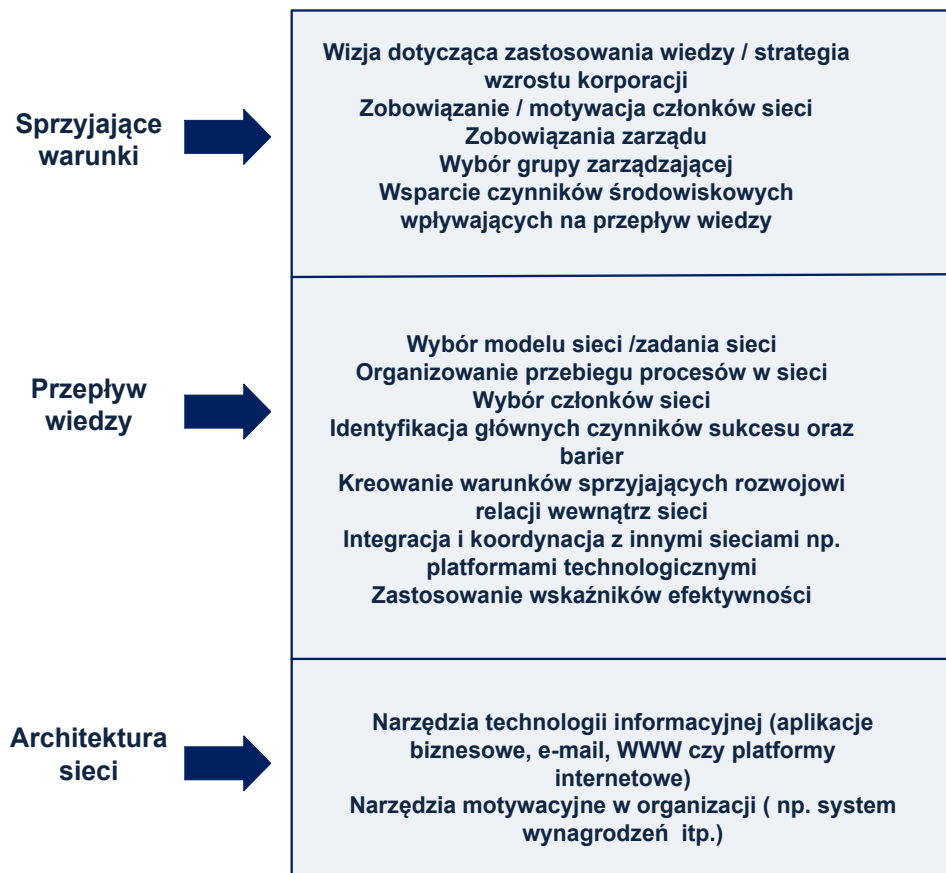 Sprzyjające
warunki
Wizja dotycząca zastosowania wiedzy / strategia
wzrostu korporacji
Zobowiązanie / motywacja członków sieci
Zobowiązania zarządu
Wybór grupy zarządzającej
Wsparcie czynników środowiskowych
wpływających na przepływ wiedzy
Przepływ
wiedzy
Wybór modelu sieci /zadania sieci
Organizowanie przebiegu procesów w sieci
Wybór członków sieci
Identyfikacja głównych czynników sukcesu oraz
barier
Kreowanie warunków sprzyjających rozwojowi
relacji wewnątrz sieci
Integracja i koordynacja z innymi sieciami np.
platformami technologicznymi
Zastosowanie wskaźników efektywności
Architektura
sieci
Narzędzia technologii informacyjnej (aplikacje
biznesowe, e-mail, WWW czy platformy
internetowe)
Narzędzia motywacyjne w organizacji ( np. system
wynagrodzeń itp.)